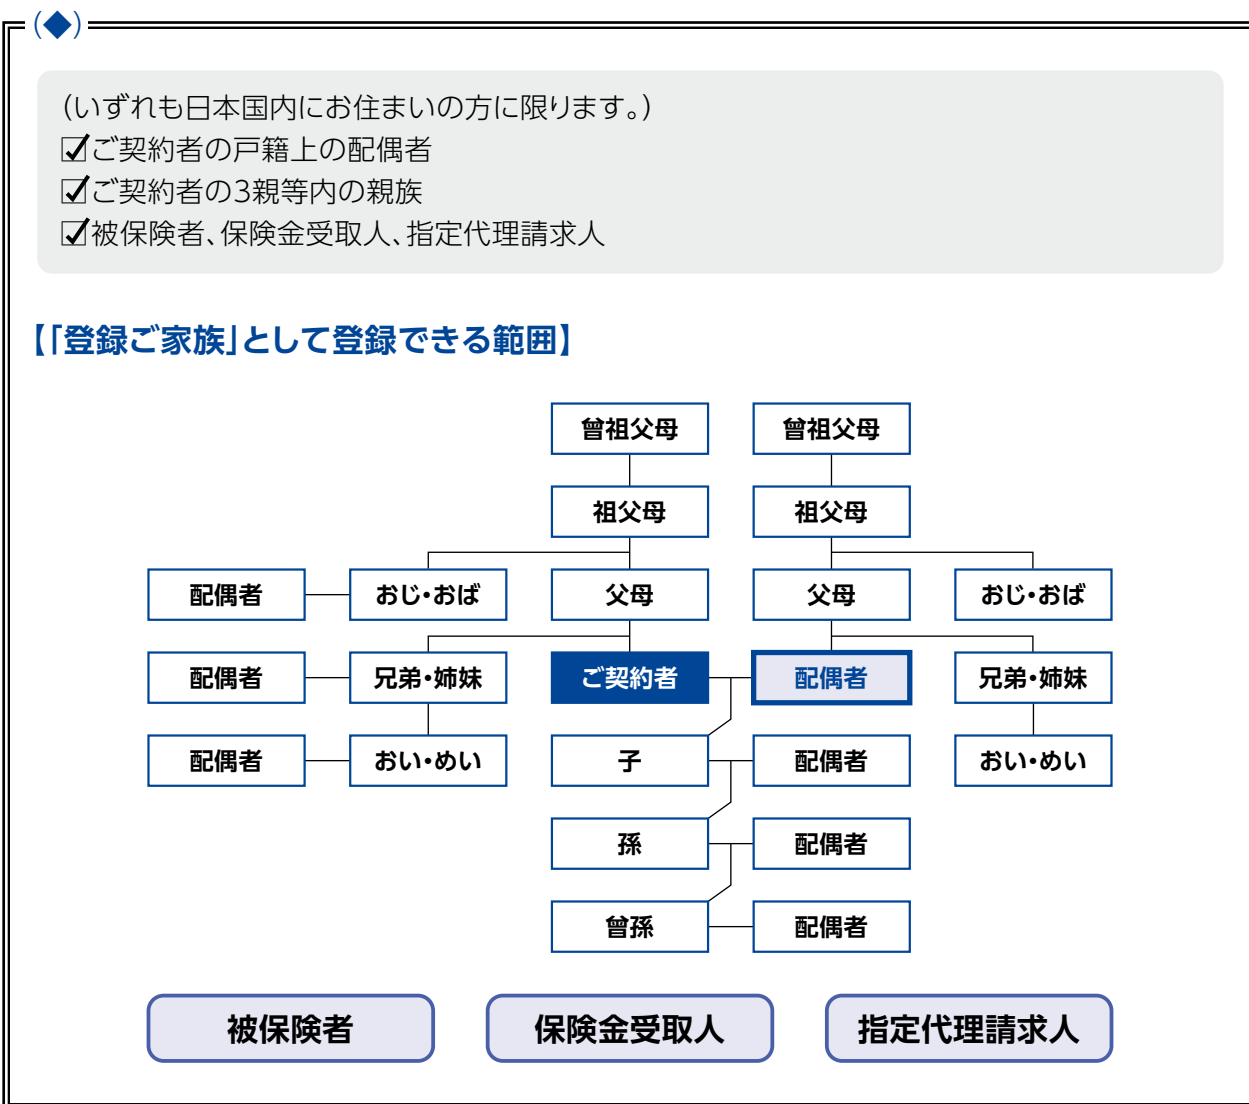 (◆)
(いずれも日本国内にお住まいの方に限ります。)
☑ご契約者の戸籍上の配偶者
☑ご契約者の3親等内の親族
☑被保険者、保険金受取人、指定代理請求人
【「登録ご家族」として登録できる範囲】
曾祖父母 曾祖父母
祖父母 祖父母
配偶者 おじ・おば 父母 父母 おじ・おば
配偶者 兄弟・姉妹 ご契約者 配偶者 兄弟・姉妹
配偶者 おい・めい 子 配偶者 おい・めい
孫 配偶者
曾孫 配偶者
被保険者 保険金受取人 指定代理請求人